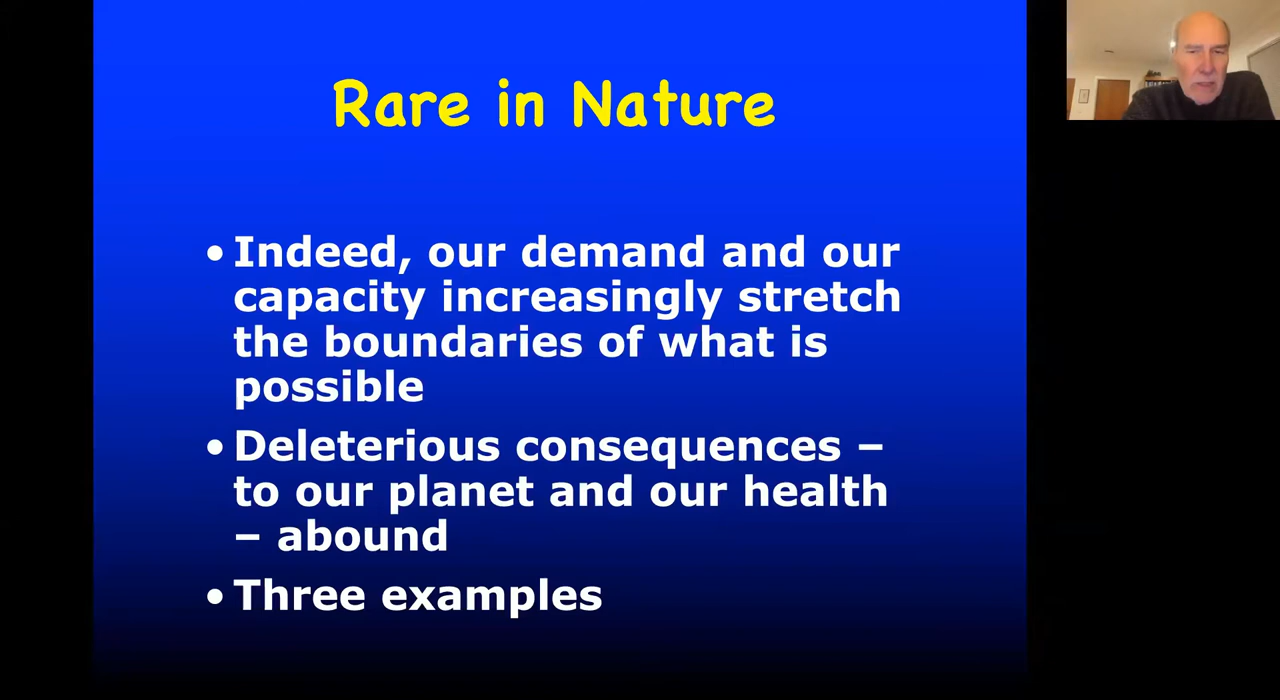 Rare in Nature
• Indeed, our demand and our
capacity increasingly stretch
the boundaries of what is
possible
• Deleterious consequences –
to our planet and our health
– abound
• Three examples